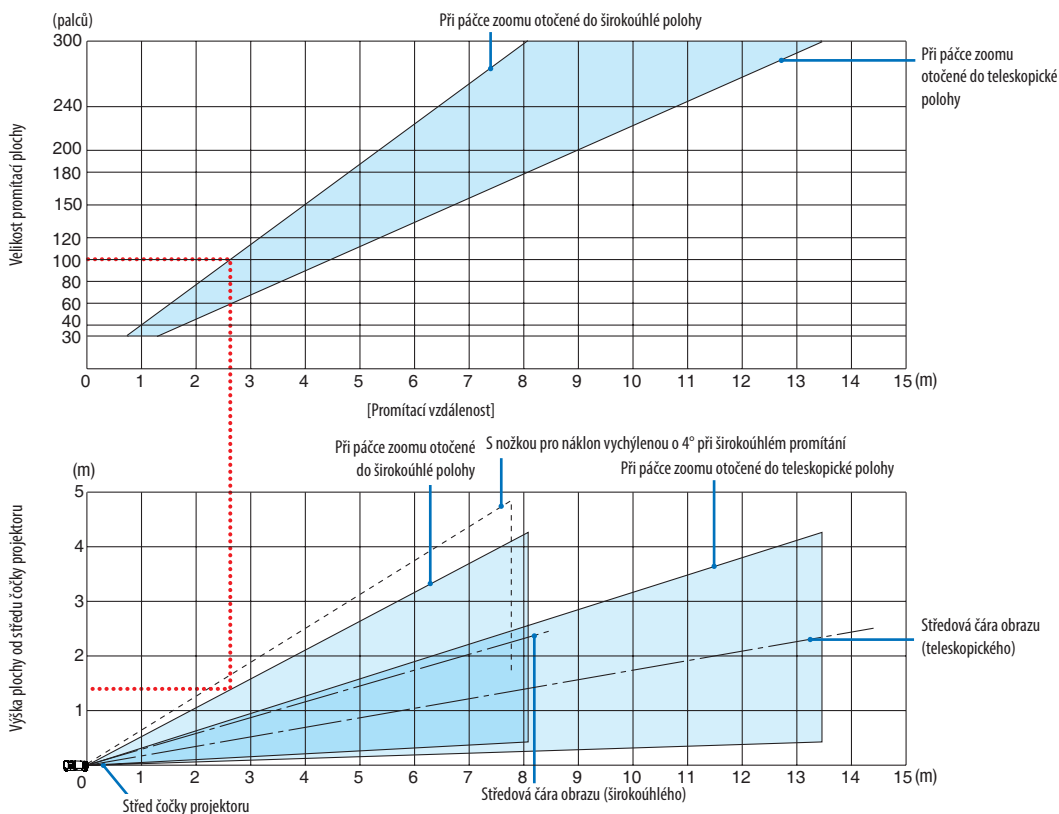 (palců)
Při páčce zoomu otočené do širokoúhlé polohy
Při páčce zoomu
otočené do teleskopické
polohy
Velikost promítací plochy
300
240
200
180
150
120
100
80
60
40
30
0 1 2 3 4 5 6 7 8 9 10 11 12 13 14 15 (m)
[Promítací vzdálenost]
Při páčce zoomu otočené
do širokoúhlé polohy
S nožkou pro náklon vychýlenou o 4° při širokoúhlém promítání
Při páčce zoomu otočené do teleskopické polohy
(m)
Výška plochy od středu čočky projektoru
5
4
3
2
1
0 1 2 3 4 5 6 7 8 9 10 11 12 13 14 15 (m)
Středová čára obrazu
(teleskopického)
Středová čára obrazu (širokoúhlého)
Střed čočky projektoru